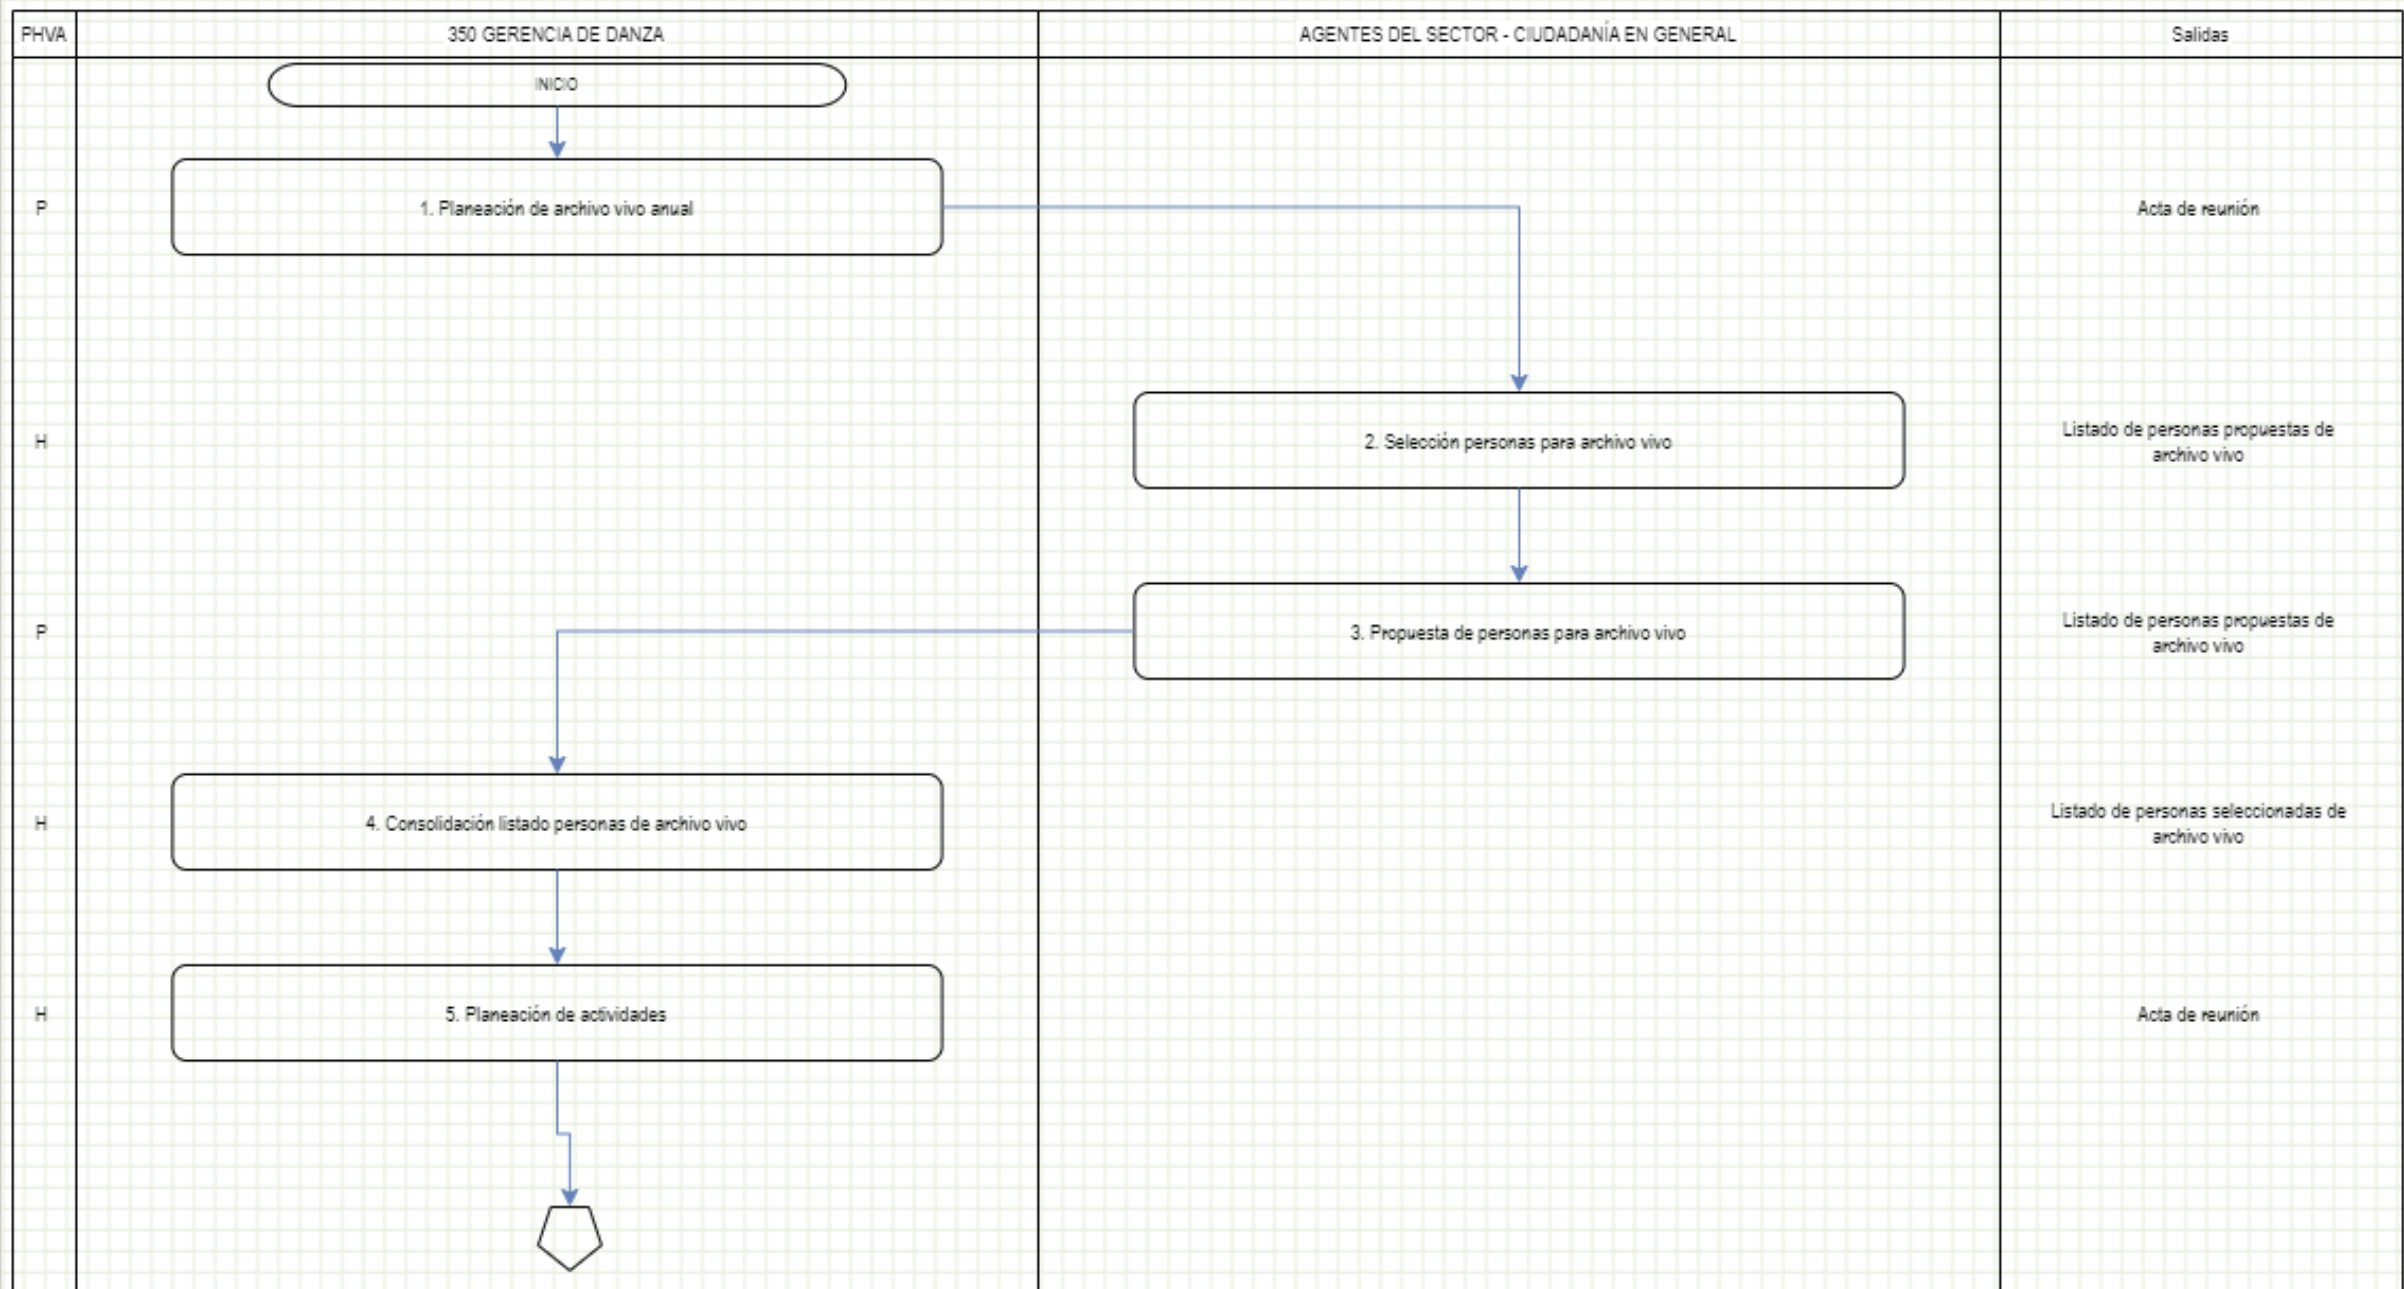 PHVA
350 GERENCIA DE DANZA
AGENTES DEL SECTOR - CIUDADANÍA EN GENERAL
Salidas
INICIO
P
1. Planeación de archivo vivo anual
Acta de reunión
H
2. Selección personas para archivo vivo
Listado de personas propuestas de
archivo vivo
P
3. Propuesta de personas para archivo vivo
Listado de personas propuestas de
archivo vivo
H
4. Consolidación listado personas de archivo vivo
Listado de personas seleccionadas de
archivo vivo
H
5. Planeación de actividades
Acta de reunión